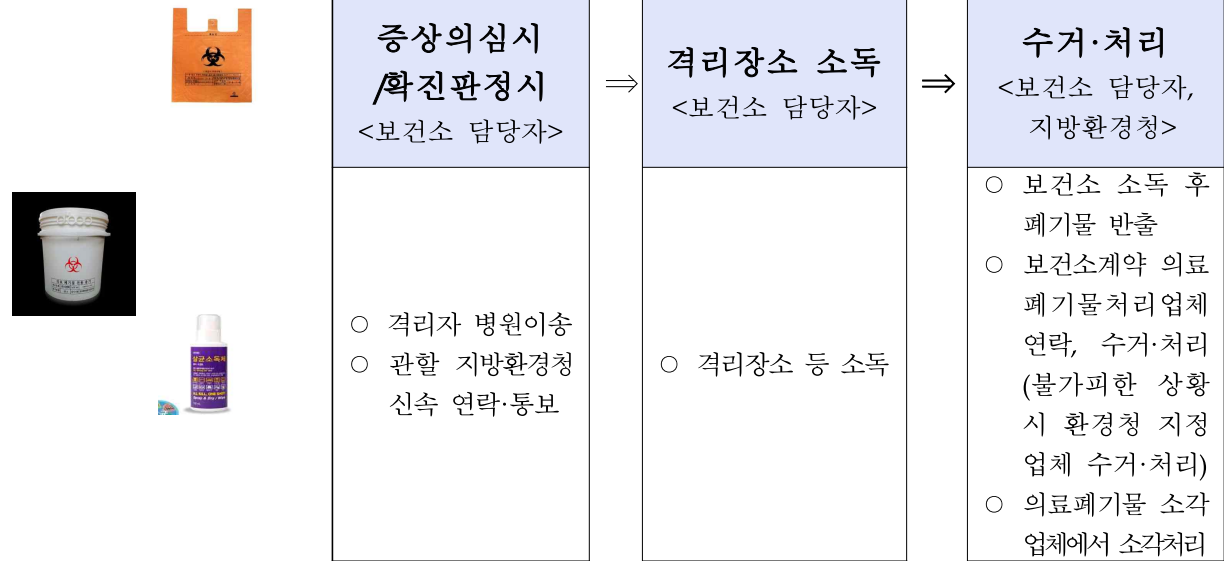 증상의심시
/확진판정시
<보건소 담당자>
⇒
격리장소 소독
<보건소 담당자>
⇒
수거·처리
<보건소 담당자,
지방환경청>
○ 격리자 병원이송
○ 관할 지방환경청
신속 연락·통보
○ 격리장소 등 소독
○ 보건소 소독 후
폐기물 반출
○ 보건소계약 의료
폐기물처리업체
연락, 수거·처리
(불가피한 상황
시 환경청 지정
업체 수거·처리)
○ 의료폐기물 소각
업체에서 소각처리
살균소독제